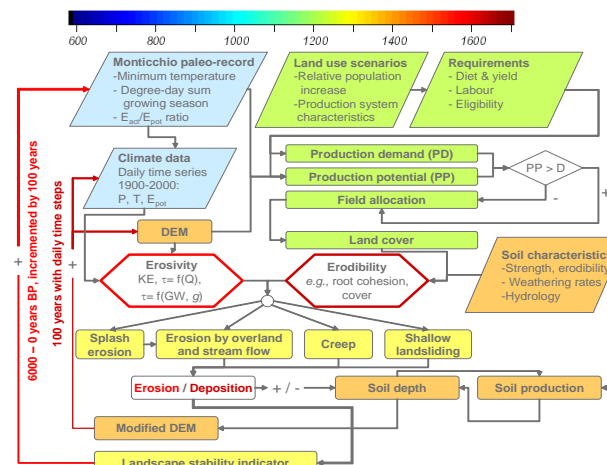 600 800 1000 1200 1400 1600
Monticchio paleo-record
-Minimum temperature
- Degree-day sum
growing season
- Eact/Epot ratio
Land use scenarios
-Relative population
increase
- Production system
characteristics
Requirements
- Diet & yield
- Labour
- Eligibility
Climate data
Daily time series
1900-2000:
P, T, Epot
Production demand (PD)
Production potential (PP)
PP > D
Field allocation
-
+
DEM
Land cover
Erosivity
KE, τ= f(Q),
τ= f(GW, g)
Erodibility
e.g., root cohesion,
cover
Soil characteristic
-Strength, erodibility
- Weathering rates
-Hydrology
+
6000 – 0 years BP, incremented by 100 years
+
100 years with daily time steps
Splash
erosion
Erosion by overland
and stream flow
Creep
Shallow
landsliding
Erosion / Deposition
+ / -
Soil depth
Soil production
Modified DEM
Landscape stability indicator